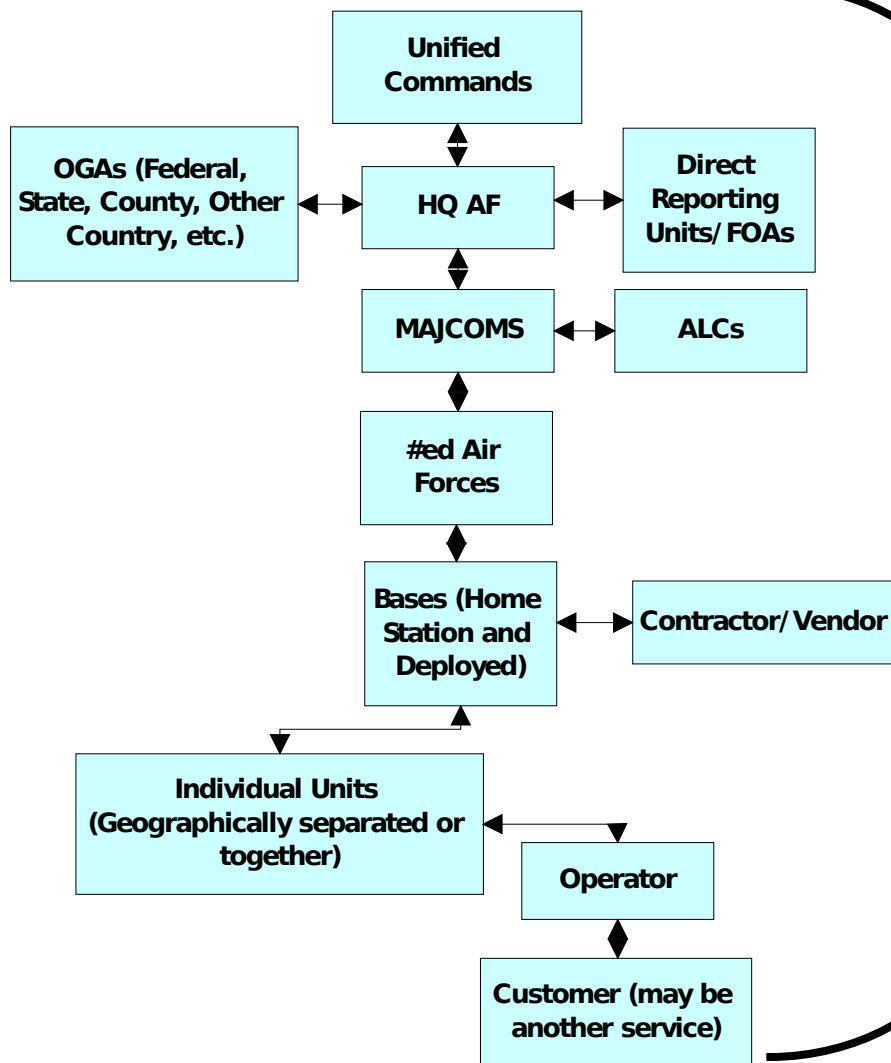 Unified
Commands
OGAs (Federal,
State, County, Other
Country, etc.)
HQ AF
Direct
Reporting
Units/ FOAs
MAJCOMS
ALCs
#ed Air
Forces
Bases (Home
Station and
Deployed)
Contractor/ Vendor
Individual Units
(Geographically separated or
together)
Operator
Customer (may be
another service)